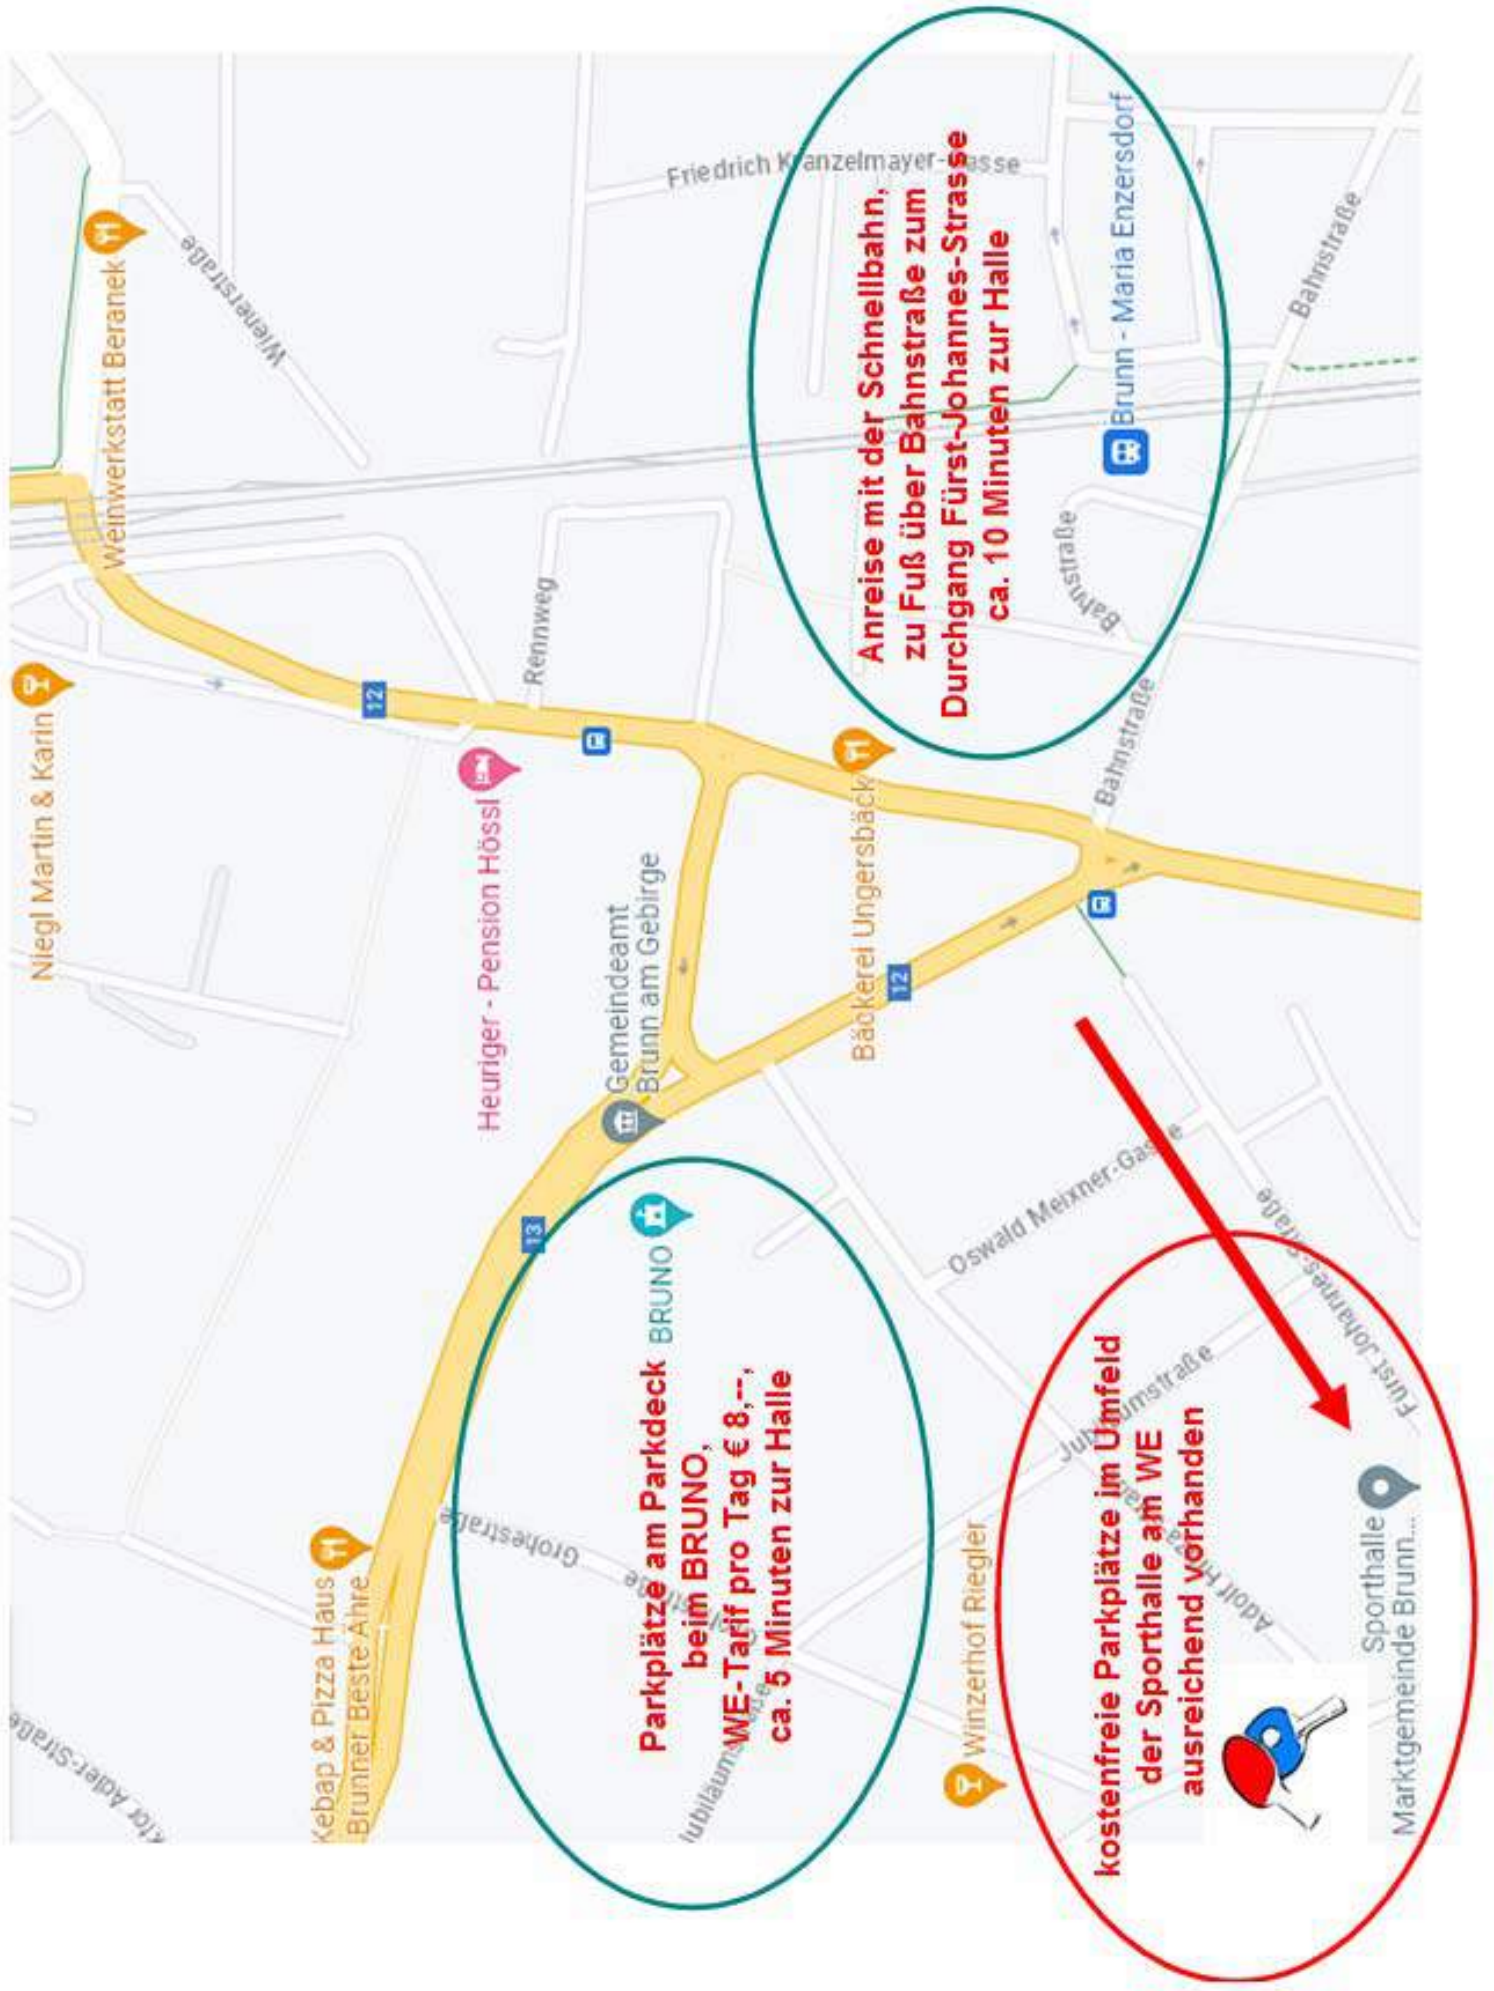 Niegl Martin & Karin
Weinwerkstatt Beranek
Wienerstraße
12
Rennweg
Heuriger - Pension Hössl
Gemeindeamt
Brunn am Gebirge
Friedrich Kranzelmayer-Gasse
Anreise mit der Schnellbahn,
zu Fuß über Bahnstraße zum
Durchgang Fürst-Johannes-Strasse
ca. 10 Minuten zur Halle
Brunn - Maria Enzersdorf
Bahnstraße
Bahnstraße
Bahnstraße
Bäckerei Ungersbäck
12
13
Kebap & Pizza Haus
Brunner Beste Ahre
BRUNO
Parkplätze am Parkdeck
beim BRUNO,
WE-Tarif pro Tag € 8,--,
ca. 5 Minuten zur Halle
Grohestraße
Oswald Meixner-Gasse
Jubiläumstraße
Fürst Johannes-Straße
Winzerhof Riegler
kostenfreie Parkplätze im Umfeld
der Sporthalle am WE
ausreichend vorhanden
Sporthalle
Marktgemeinde Brunn...